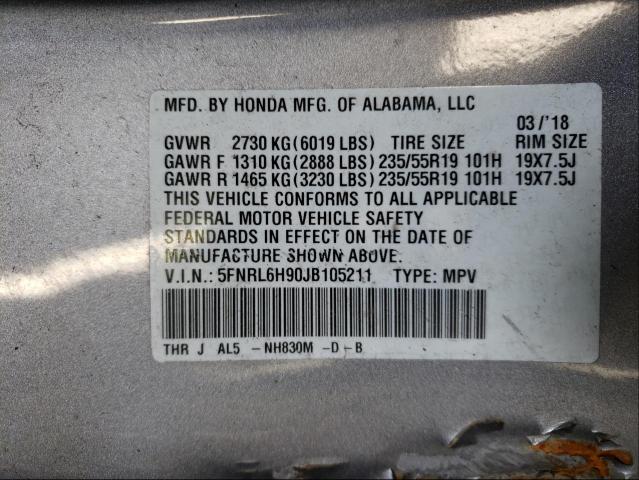 MFD. BY HONDA MFG. OF ALABAMA, LLC
03/'18
GVWR 2730 KG(6019 LBS) TIRE SIZE RIM SIZE
GAWR F 1310 KG(2888 LBS) 235/55R19 101H 19X7.5J
GAWR R 1465 KG(3230 LBS) 235/55R19 101H 19X7.5J
THIS VEHICLE CONFORMS TO ALL APPLICABLE
FEDERAL MOTOR VEHICLE SAFETY
STANDARDS IN EFFECT ON THE DATE OF
MANUFACTURE SHOWN ABOVE.
V.I.N.: 5FNRL6H90JB105211 TYPE: MPV
THR J AL5 -NH830M -D-B